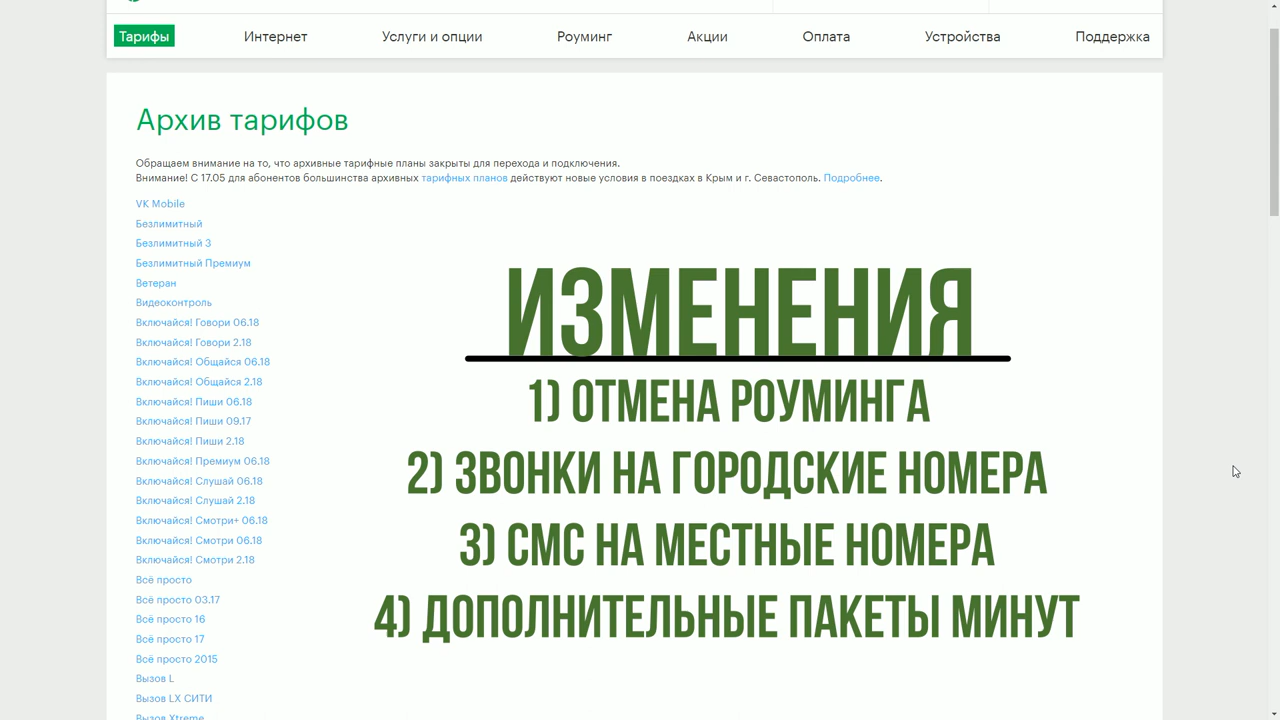 Тарифы Интернет Услуги и опции Роуминг Акции Оплата Устройства Поддержка
Архив тарифов
Обращаем внимание на то, что архивные тарифные планы закрыты для перехода и подключения.
Внимание! С 17.05 для абонентов большинства архивных тарифных планов действуют новые условия в поездках в Крым и г. Севастополь. Подробнее.
VK Mobile
Безлимитный
Безлимитный 3
Безлимитный Премиум
Ветеран
Видеоконтроль
Включайся! Говори 06.18
Включайся! Говори 2.18
Включайся! Общайся 06.18
Включайся! Общайся 2.18
Включайся! Пиши 06.18
Включайся! Пиши 09.17
Включайся! Пиши 2.18
Включайся! Премиум 06.18
Включайся! Слушай 06.18
Включайся! Слушай 2.18
Включайся! Смотри+ 06.18
Включайся! Смотри 06.18
Включайся! Смотри 2.18
Всё просто
Всё просто 03.17
Всё просто 16
Всё просто 17
Всё просто 2015
Вызов L
Вызов LX СИТИ
Вызов Xtreme
ИЗМЕНЕНИЯ
1) ОТМЕНА РОУМИНГА
2) ЗВОНКИ НА ГОРОДСКИЕ НОМЕРА
3) СМС НА МЕСТНЫЕ НОМЕРА
4) ДОПОЛНИТЕЛЬНЫЕ ПАКЕТЫ МИНУТ